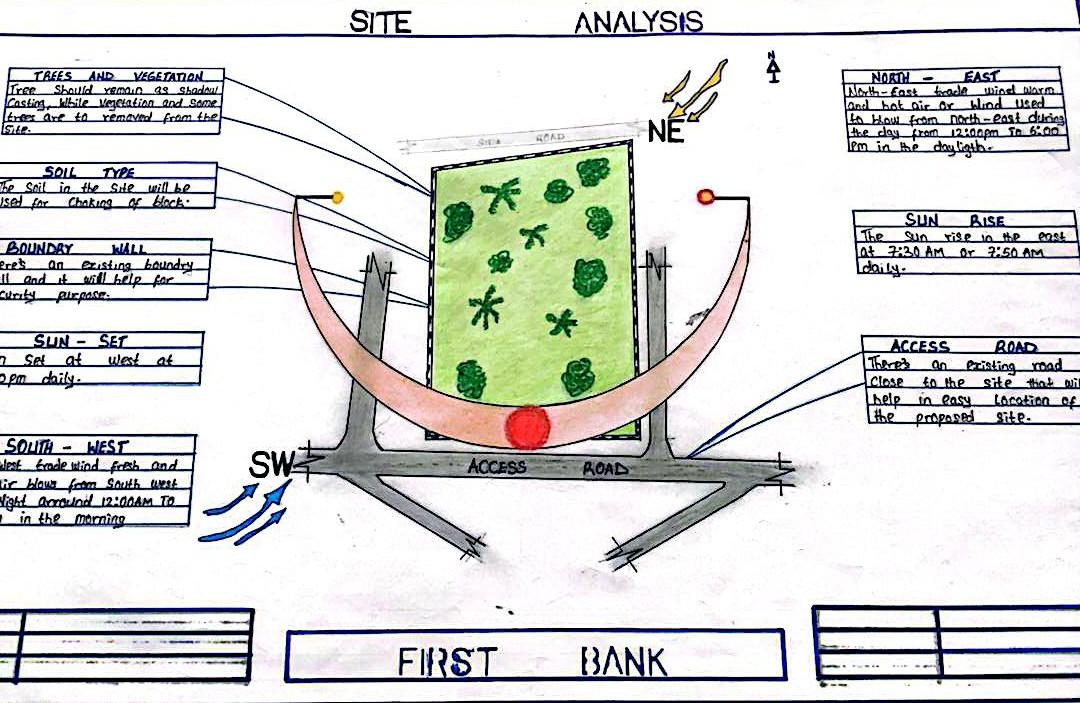 SITE ANALYSIS
TREES AND VEGETATION
Tree Should remain as shadow
Casting, While Vegetation and some
trees are to removed from the
Site.
SOIL TYPE
The Soil in the Site will be
used for Choking of block.
BOUNDRY WALL
an existing boundry
and it will help for
purpose.
SUN - SET
Set at west at
pm daily.
SOUTH - WEST
West trade wind fresh and
air blows from South west
Night arround 12:00AM TO
in the morning
SW
N
NE
ROAD
ACCESS ROAD
NORTH - EAST
North-East trade wind warm
and hot air or Wind Used
to blow from north-east during
the day from 12:00pm To 6:00
pm in the dayligth.
SUN RISE
The Sun rise in the east
at 7:30 AM or 7:50 AM
daily.
ACCESS ROAD
There's an existing road
Close to the site that
help in easy Location of
the proposed site.
FIRST BANK